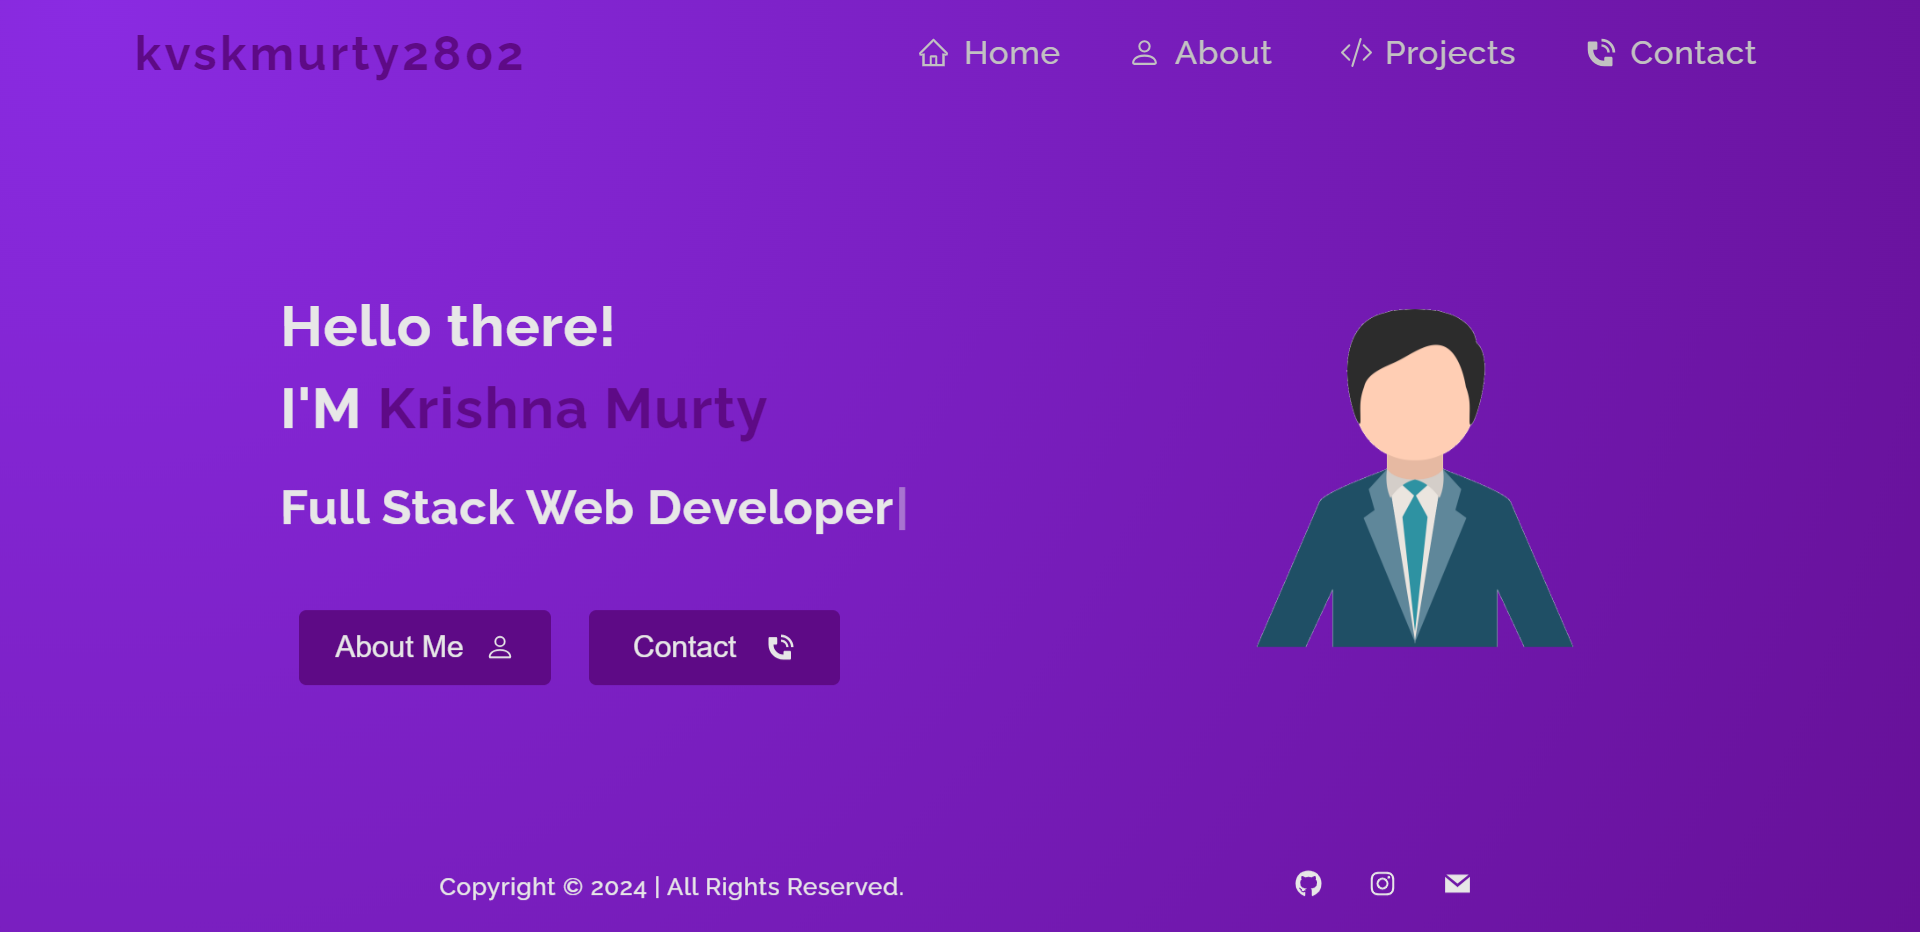 kvskmurty2802
Home About Projects Contact
Hello there!
I'M Krishna Murty
Full Stack Web Developer|
About Me Contact
Copyright © 2024 | All Rights Reserved.